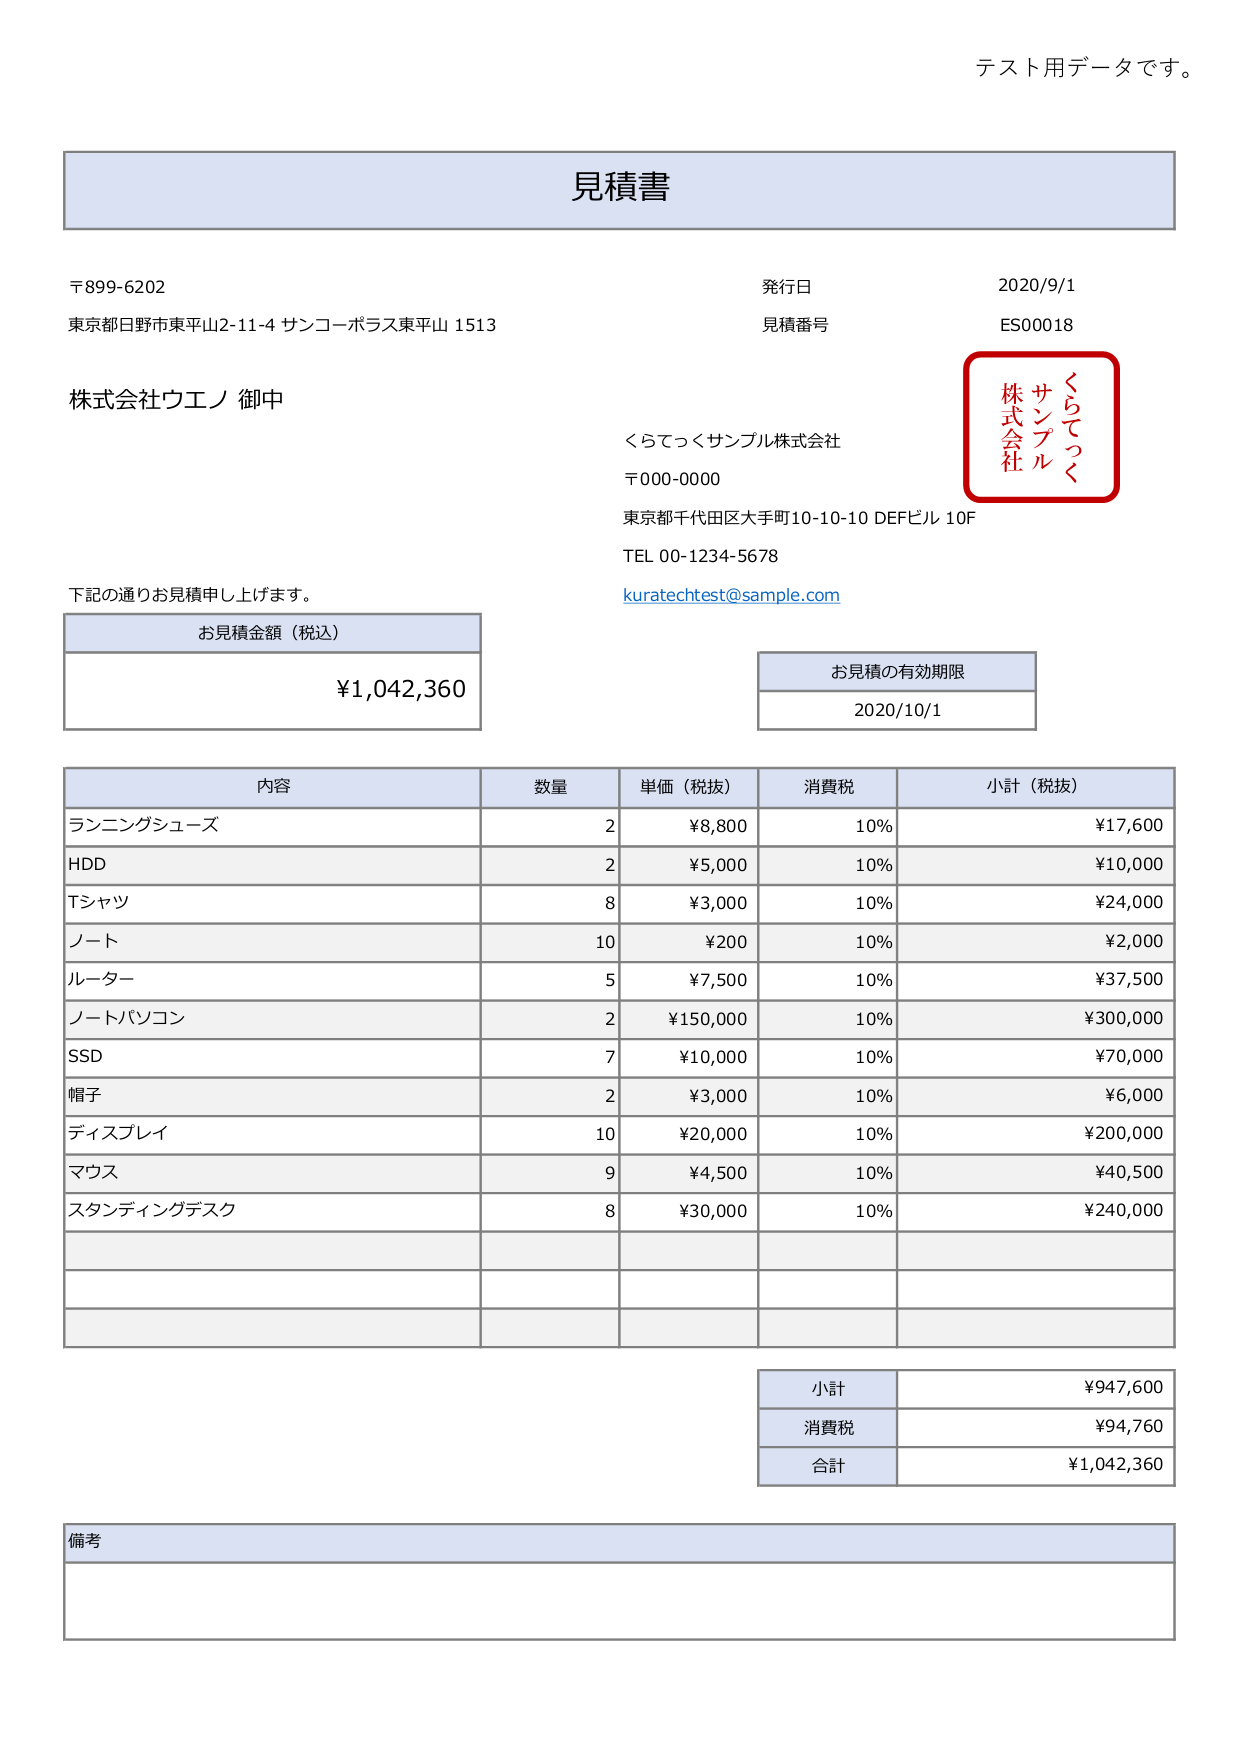 テスト用データです。
見積書
〒899-6202
発行日 2020/9/1
東京都日野市東平山2-11-4 サンコーポラス東平山 1513
見積番号 ES00018
株式会社ウエノ 御中
くらてっく
サンプル
株式会社
くらてっくサンプル株式会社
〒000-0000
東京都千代田区大手町10-10-10 DEFビル 10F
TEL 00-1234-5678
下記の通りお見積申し上げます。
kuratechtest@sample.com
お見積金額（税込）
¥1,042,360
お見積の有効期限
2020/10/1
内容 数量 単価（税抜） 消費税 小計（税抜）
ランニングシューズ 2 ¥8,800 10% ¥17,600
HDD 2 ¥5,000 10% ¥10,000
Tシャツ 8 ¥3,000 10% ¥24,000
ノート 10 ¥200 10% ¥2,000
ルーター 5 ¥7,500 10% ¥37,500
ノートパソコン 2 ¥150,000 10% ¥300,000
SSD 7 ¥10,000 10% ¥70,000
帽子 2 ¥3,000 10% ¥6,000
ディスプレイ 10 ¥20,000 10% ¥200,000
マウス 9 ¥4,500 10% ¥40,500
スタンディングデスク 8 ¥30,000 10% ¥240,000
小計 ¥947,600
消費税 ¥94,760
合計 ¥1,042,360
備考